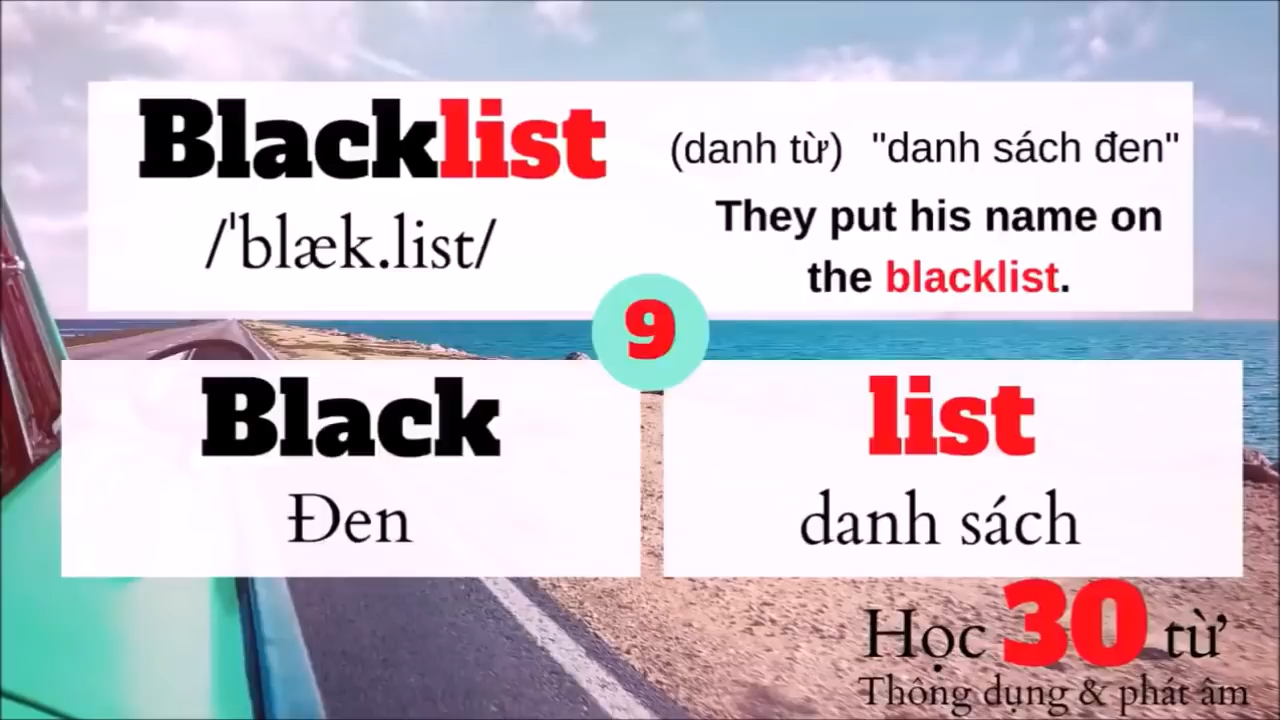 Blacklist
/ˈblæk.list/
(danh từ) "danh sách đen"
They put his name on
the blacklist.
9
Black
Đen
list
danh sách
Học 30 từ
Thông dụng & phát âm